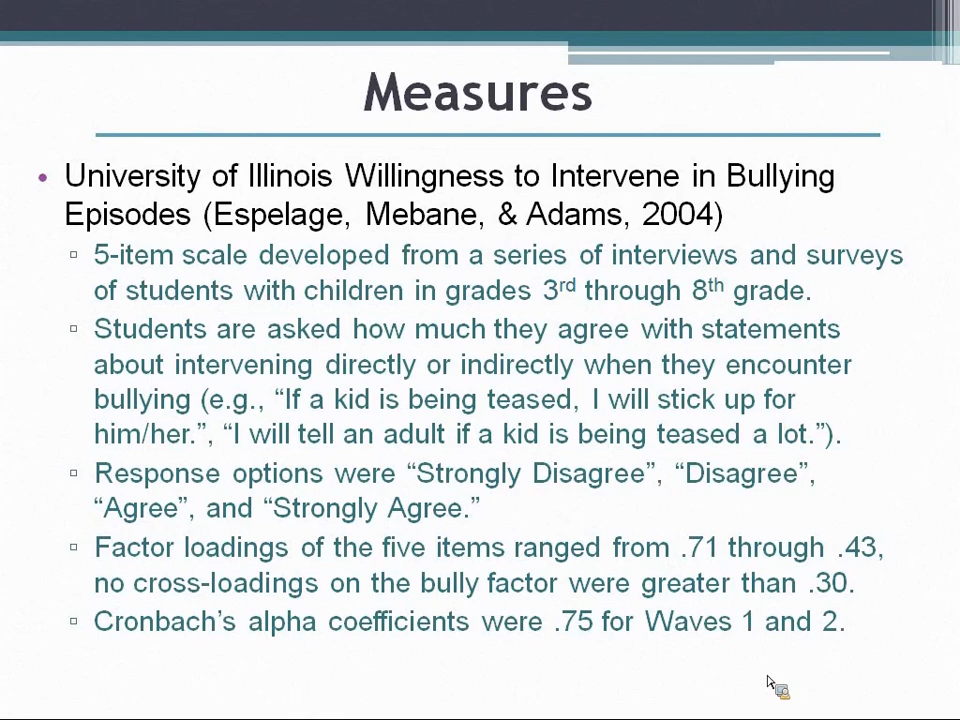 Measures
• University of Illinois Willingness to Intervene in Bullying
Episodes (Espelage, Mebane, & Adams, 2004)
▫ 5-item scale developed from a series of interviews and surveys
of students with children in grades 3rd through 8th grade.
▫ Students are asked how much they agree with statements
about intervening directly or indirectly when they encounter
bullying (e.g., “If a kid is being teased, I will stick up for
him/her.”, “I will tell an adult if a kid is being teased a lot.”).
▫ Response options were “Strongly Disagree”, “Disagree”,
“Agree”, and “Strongly Agree.”
▫ Factor loadings of the five items ranged from .71 through .43,
no cross-loadings on the bully factor were greater than .30.
▫ Cronbach’s alpha coefficients were .75 for Waves 1 and 2.